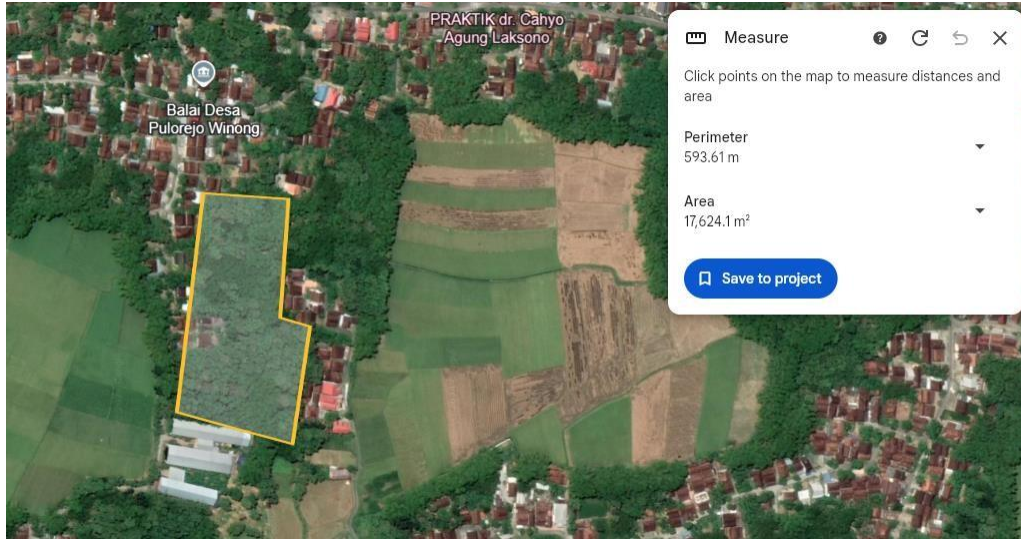 PRAKTIK dr. Cahyo
Agung Laksono
Balai Desa
Pulorejo Winong
Measure
Click points on the map to measure distances and
area
Perimeter
593.61 m
Area
17,624.1 m²
Save to project